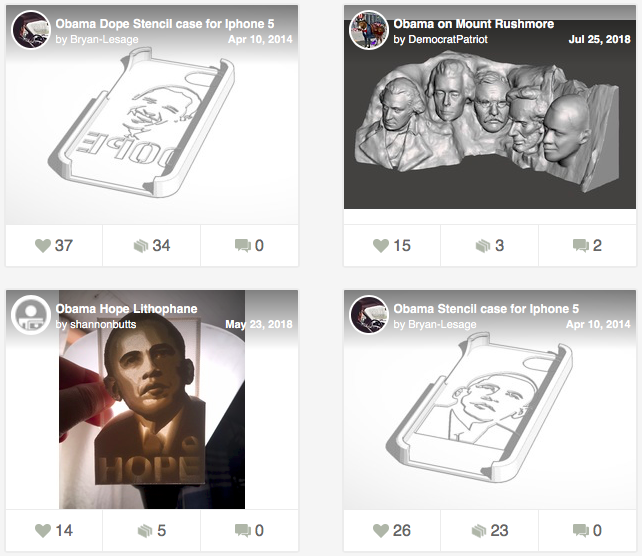 Obama Dope Stencil case for Iphone 5
by Bryan-Lesage Apr 10, 2014
DOPE
37 34 0
Obama on Mount Rushmore
by DemocratPatriot Jul 25, 2018
15 3 2
Obama Hope Lithophane
by shannonbutts May 23, 2018
HOPE
14 5 0
Obama Stencil case for Iphone 5
by Bryan-Lesage Apr 10, 2014
26 23 0